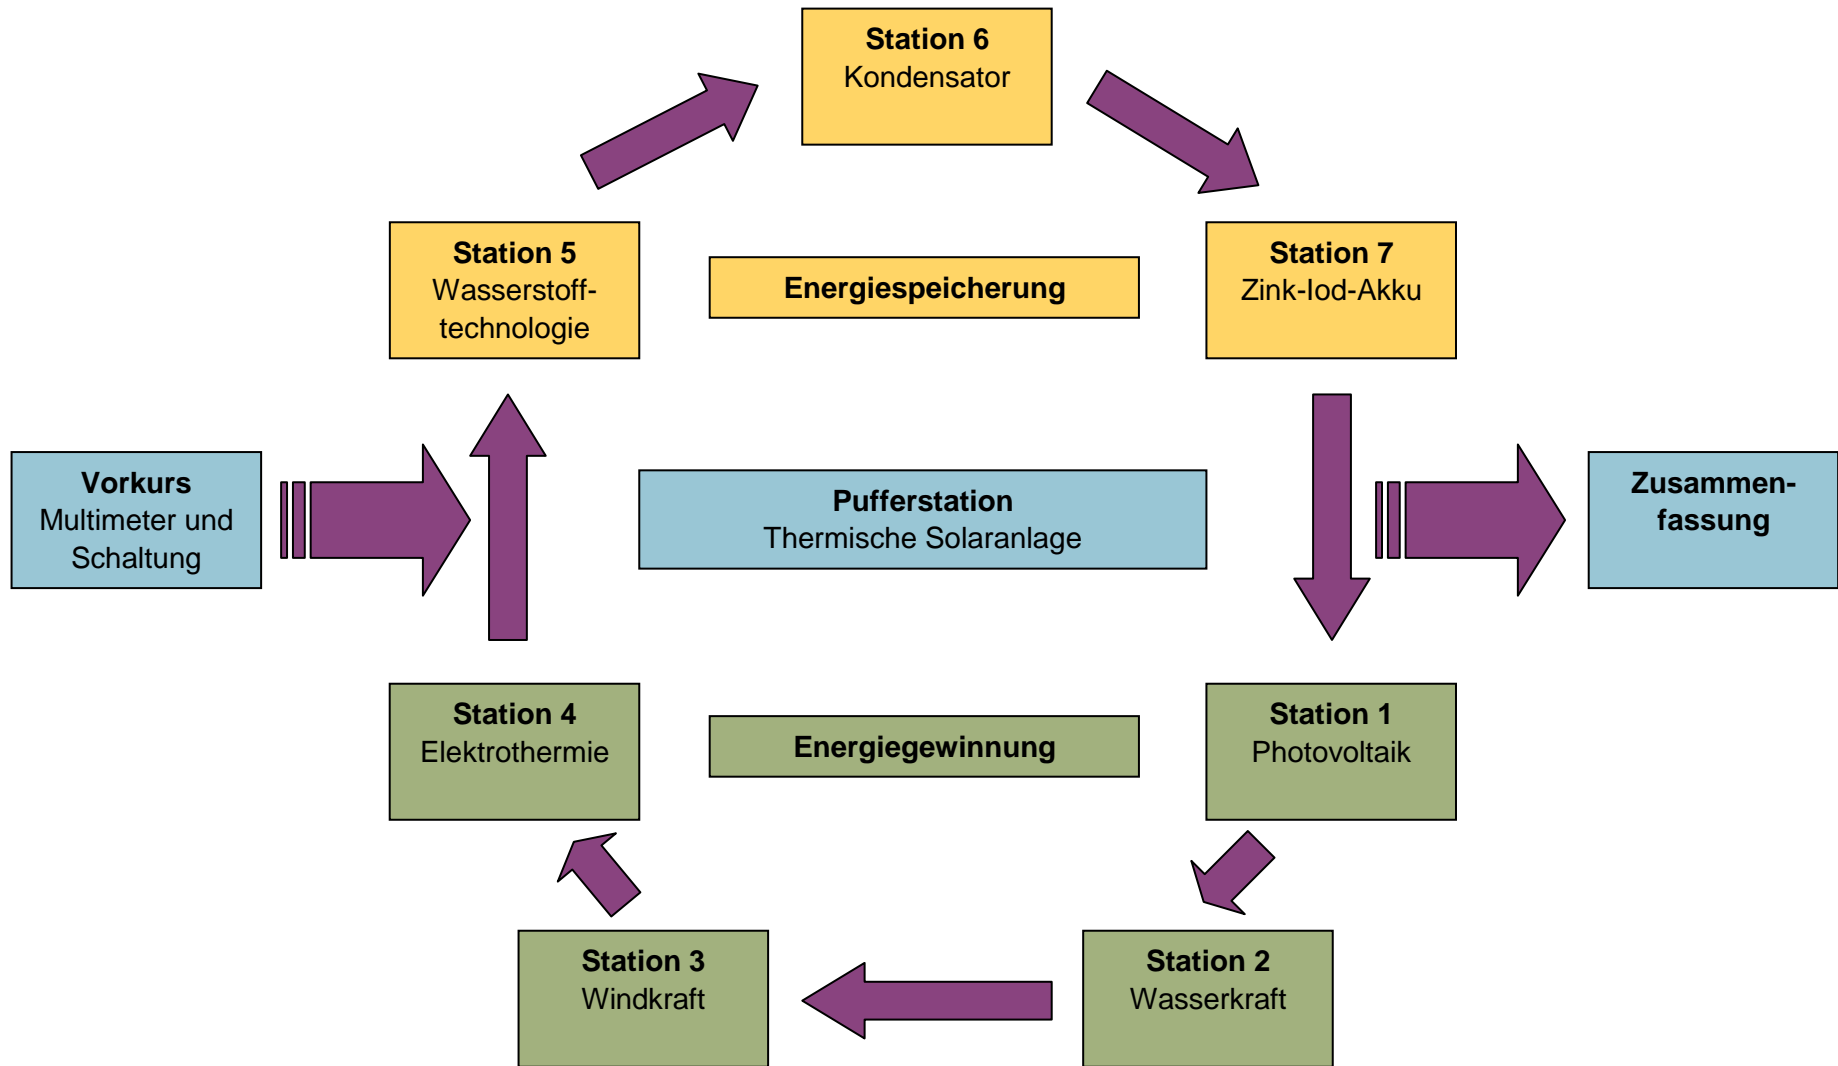 Station 6
Kondensator
Station 5
Wasserstoff-
technologie
Energiespeicherung
Station 7
Zink-Iod-Akku
Vorkurs
Multimeter und
Schaltung
Pufferstation
Thermische Solaranlage
Zusammen-
fassung
Station 4
Elektrothermie
Energiegewinnung
Station 1
Photovoltaik
Station 3
Windkraft
Station 2
Wasserkraft